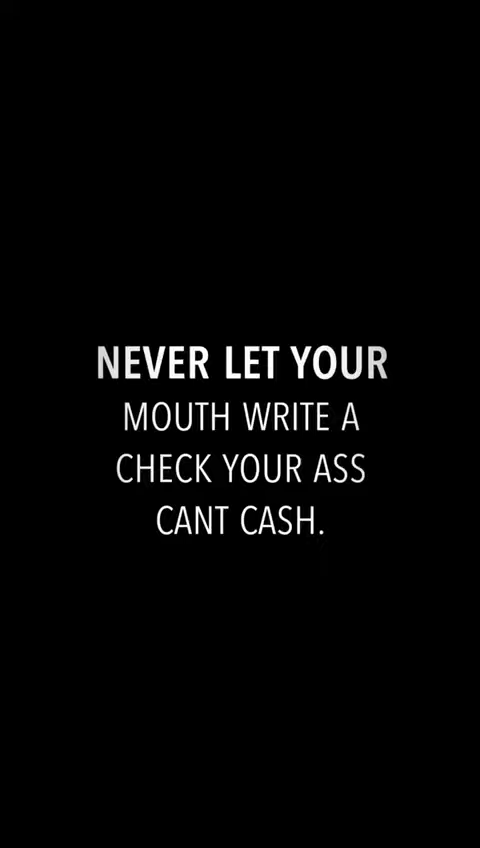 NEVER LET YOUR
MOUTH WRITE A
CHECK YOUR ASS
CANT CASH.